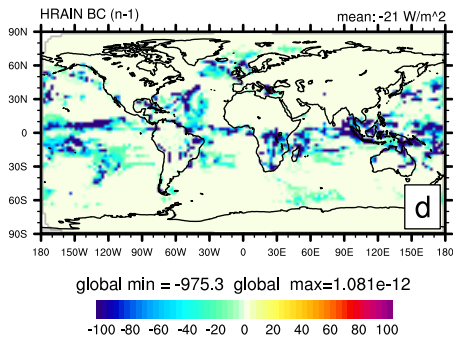 HRAIN BC (n-1)
mean: -21 W/m^2
90N
60N
30N
0
30S
60S
90S
d
180 150W 120W 90W 60W 30W 0 30E 60E 90E 120E 150E 180
global min = -975.3 global max=1.081e-12
-100 -80 -60 -40 -20 0 20 40 60 80 100